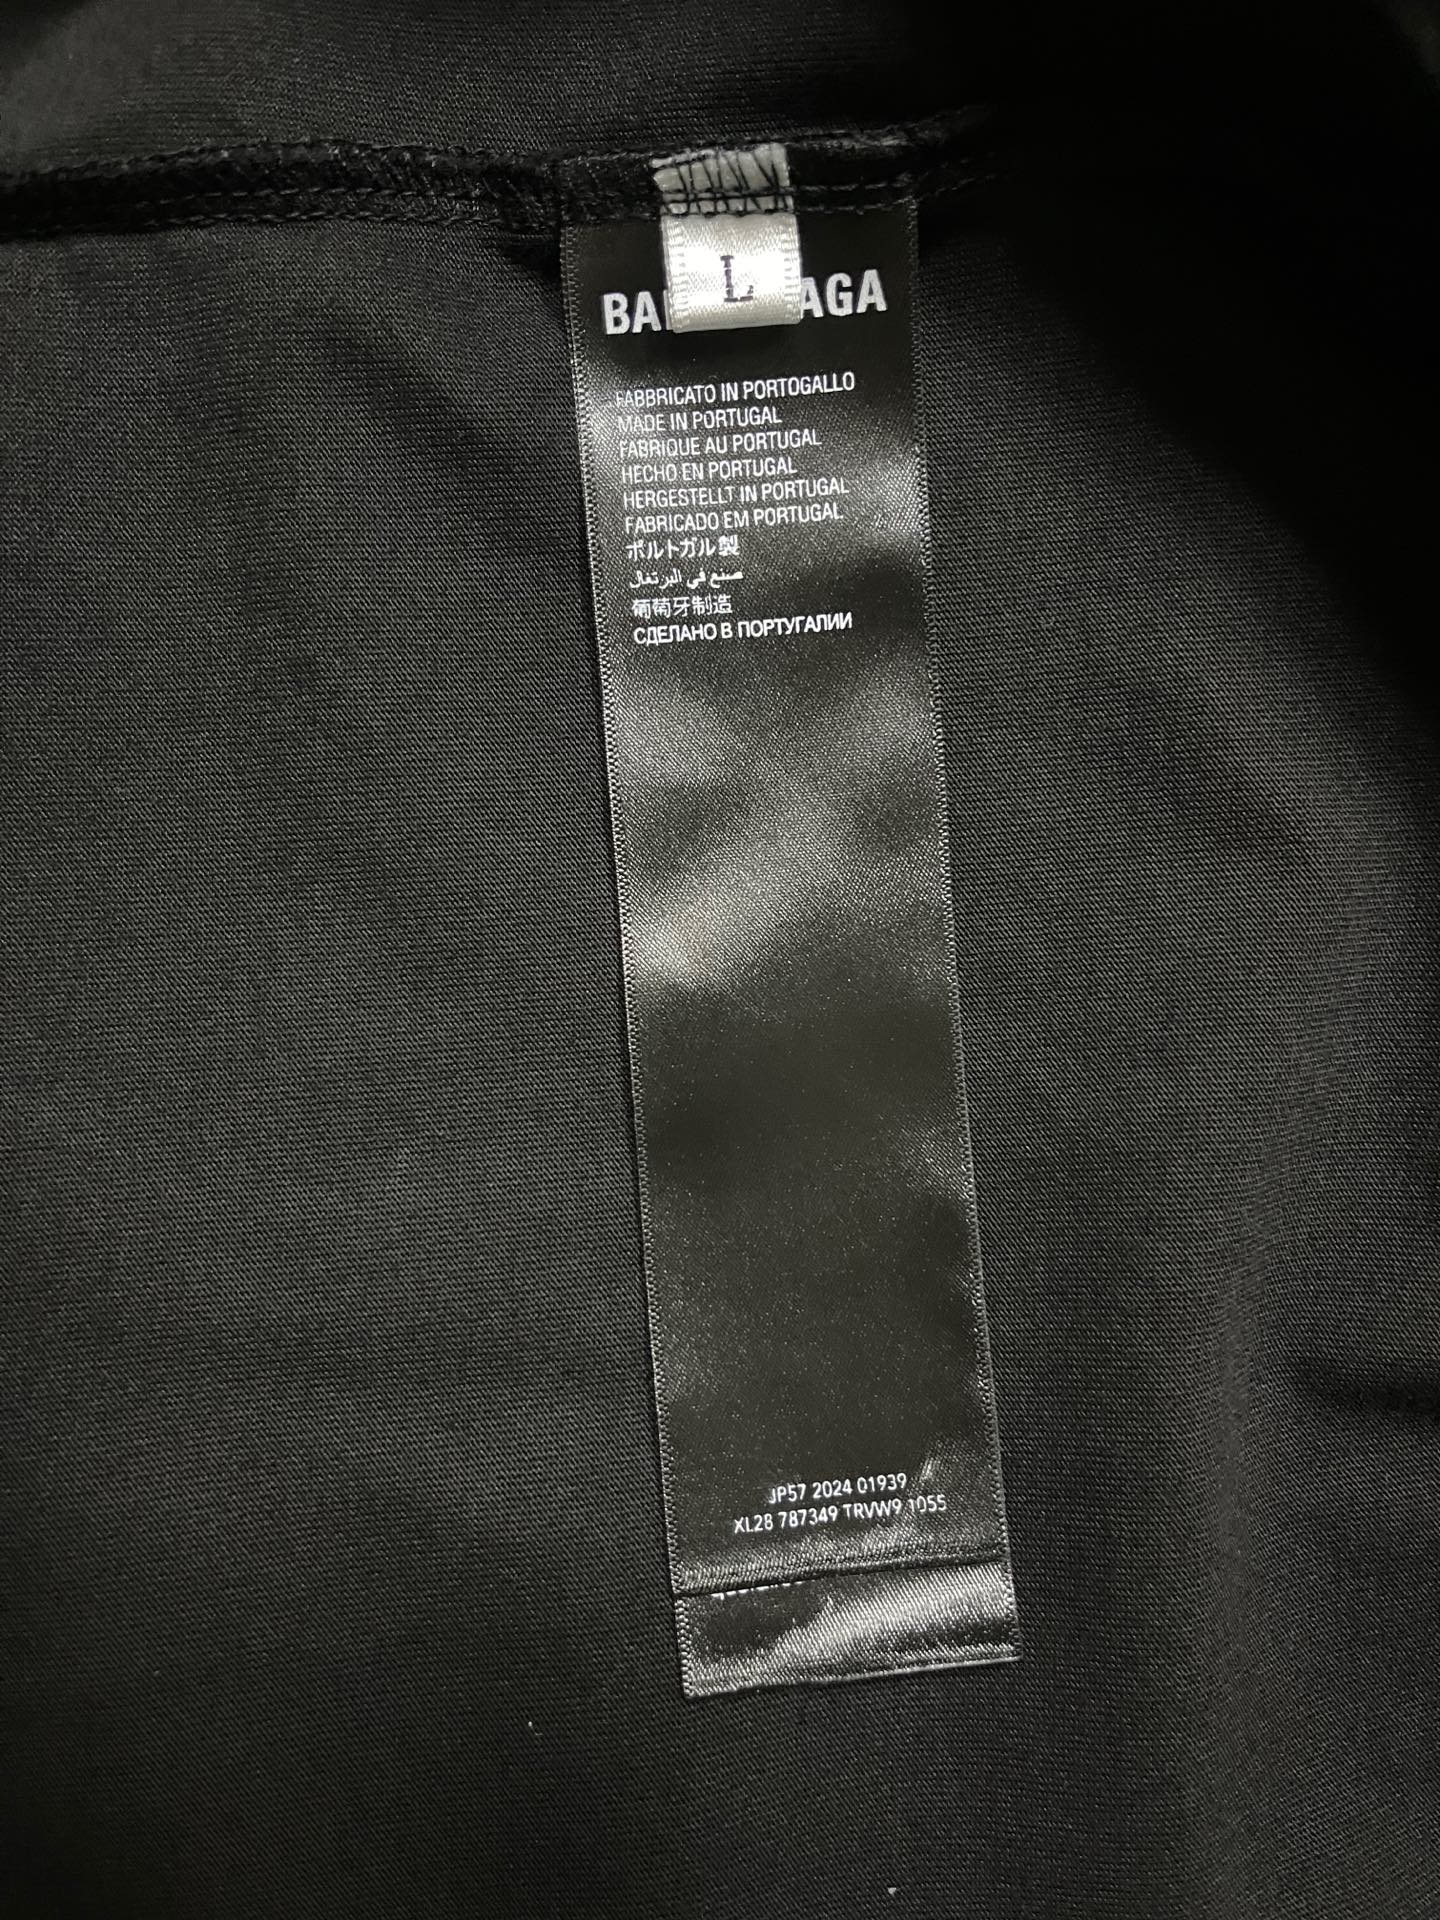 L
BA AGA
FABBRICATO IN PORTOGALLO
MADE IN PORTUGAL
FABRIQUE AU PORTUGAL
HECHO EN PORTUGAL
HERGESTELLT IN PORTUGAL
FABRICADO EM PORTUGAL
ポルトガル製
صنع في البرتغال
葡萄牙制造
СДЕЛАНО В ПОРТУГАЛИИ
JP57 2024 01939
XL28 787349 TRVW9 1055